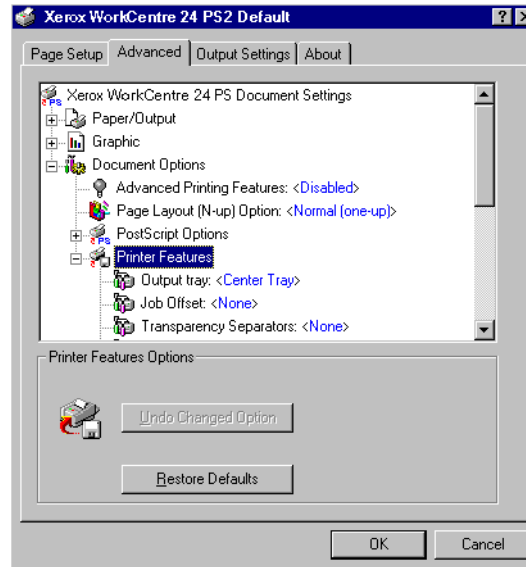 Xerox WorkCentre 24 PS2 Default
Page Setup Advanced Output Settings About
Xerox WorkCentre 24 PS Document Settings
Paper/Output
Graphic
Document Options
Advanced Printing Features: <Disabled>
Page Layout (N-up) Option: <Normal (one-up)>
PostScript Options
Printer Features
Output tray: <Center Tray>
Job Offset: <None>
Transparency Separators: <None>
Printer Features Options
Undo Changed Option
Restore Defaults
OK Cancel